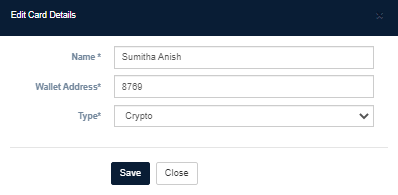 Edit Card Details
Name * Sumitha Anish
Wallet Address* 8769
Type* Crypto
Save Close